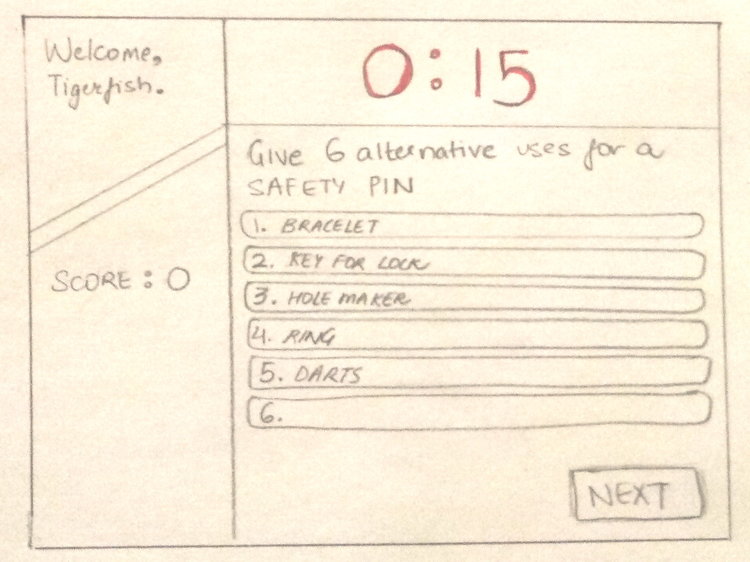 Welcome,
Tigerfish.
0:15
Give 6 alternative uses for a
SAFETY PIN
1. BRACELET
2. KEY FOR LOCK
3. HOLE MAKER
4. RING
5. DARTS
6.
SCORE : 0
NEXT